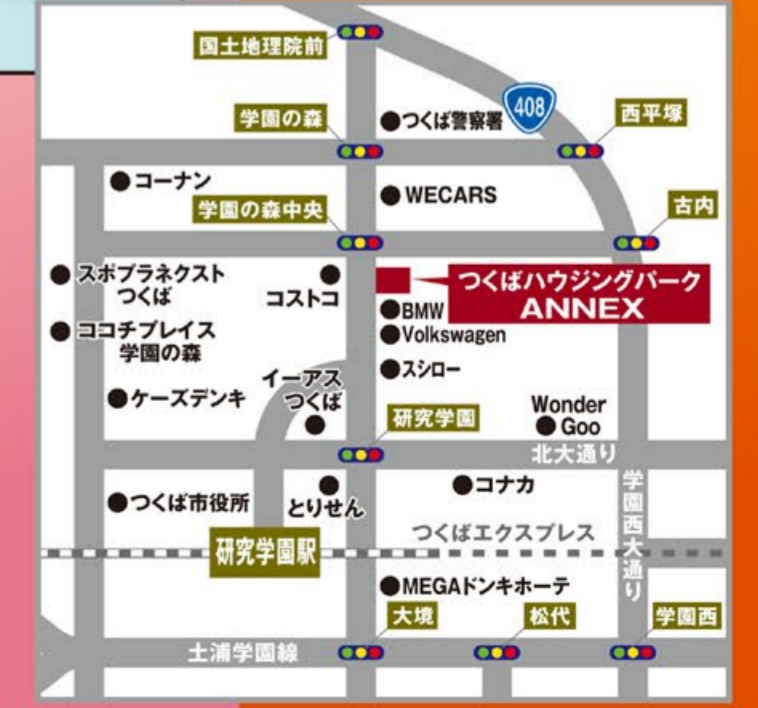 国土地理院前
408
学園の森
つくば警察署
西平塚
コーナン
WECARS
学園の森中央
古内
スポプラネクスト
つくば
コストコ
つくばハウジングパーク
ANNEX
BMW
Volkswagen
ココチプレイス
学園の森
スシロー
イーアス
つくば
ケーズデンキ
研究学園
Wonder
Goo
北大通り
学園西大通り
つくば市役所
とりせん
コナカ
つくばエクスプレス
研究学園駅
MEGAドンキホーテ
大境
松代
学園西
土浦学園線